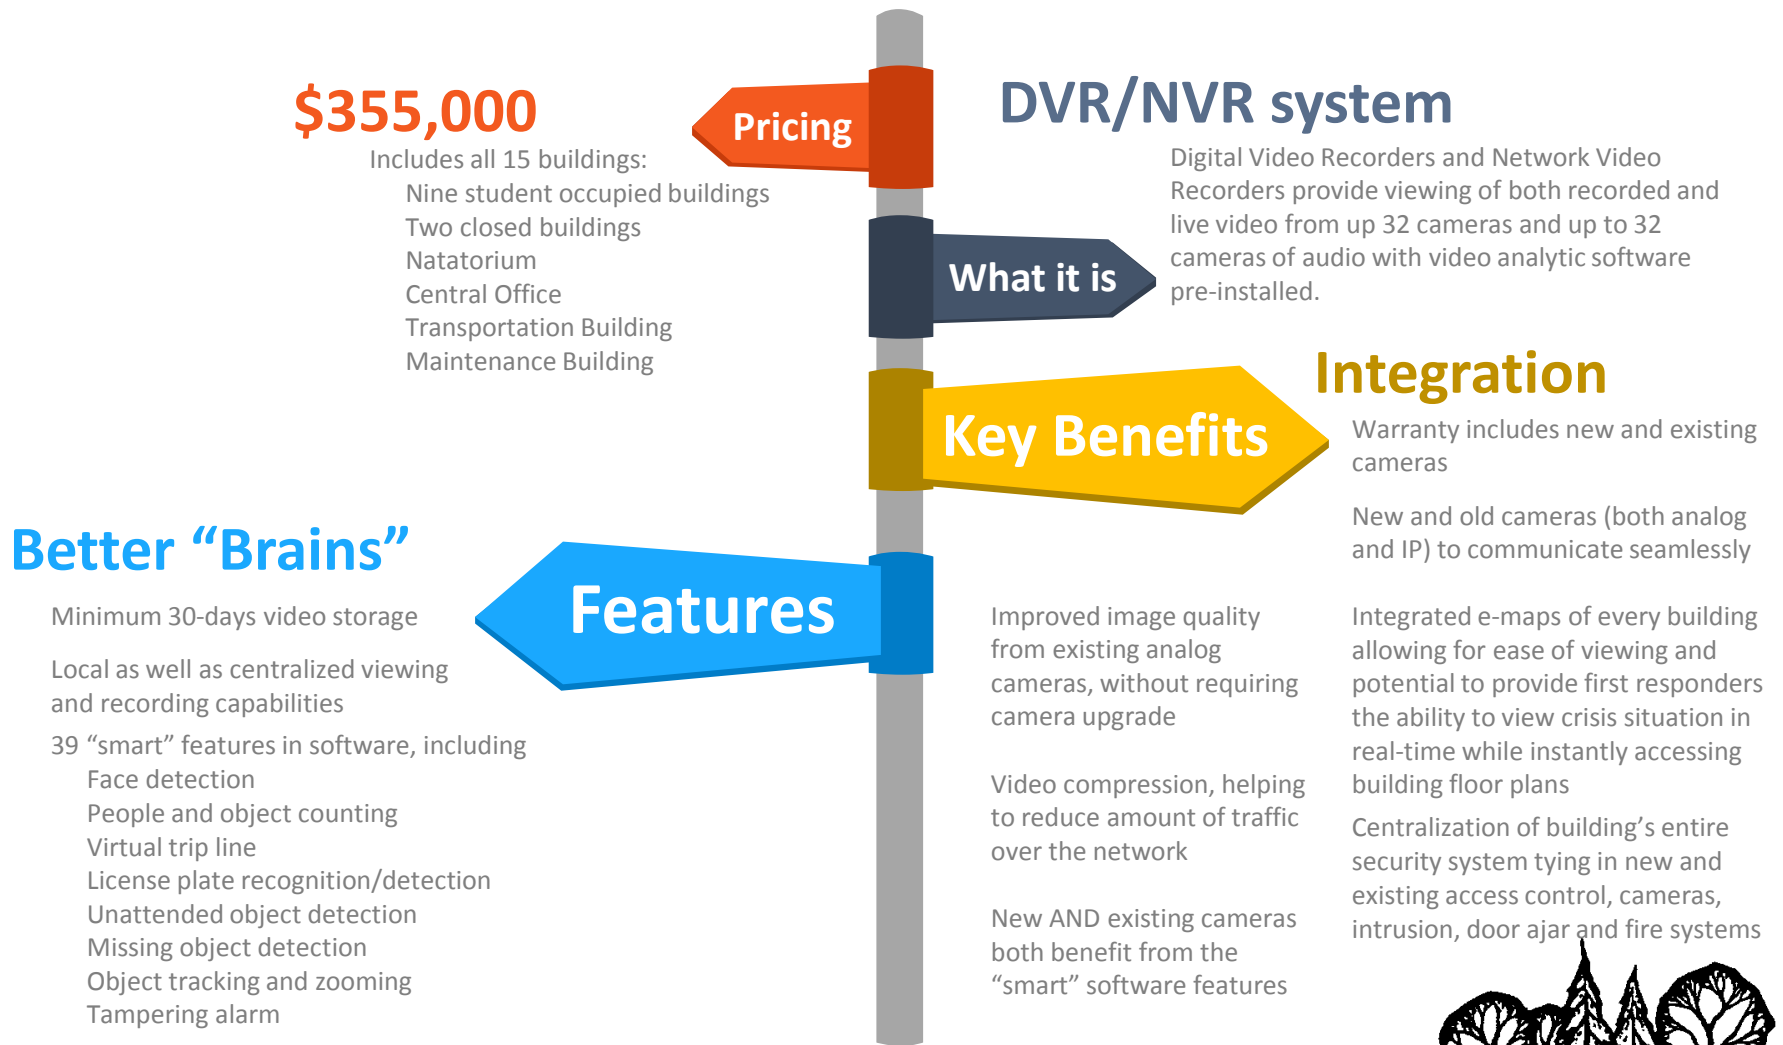 $355,000
Includes all 15 buildings:
Nine student occupied buildings
Two closed buildings
Natatorium
Central Office
Transportation Building
Maintenance Building
Pricing
DVR/NVR system
Digital Video Recorders and Network Video
Recorders provide viewing of both recorded and
live video from up 32 cameras and up to 32
cameras of audio with video analytic software
pre-installed.
What it is
Key Benefits
Integration
Warranty includes new and existing
cameras
New and old cameras (both analog
and IP) to communicate seamlessly
Integrated e-maps of every building
allowing for ease of viewing and
potential to provide first responders
the ability to view crisis situation in
real-time while instantly accessing
building floor plans
Centralization of building’s entire
security system tying in new and
existing access control, cameras,
intrusion, door ajar and fire systems
Improved image quality
from existing analog
cameras, without requiring
camera upgrade
Video compression, helping
to reduce amount of traffic
over the network
New AND existing cameras
both benefit from the
“smart” software features
Better “Brains”
Features
Minimum 30-days video storage
Local as well as centralized viewing
and recording capabilities
39 “smart” features in software, including
Face detection
People and object counting
Virtual trip line
License plate recognition/detection
Unattended object detection
Missing object detection
Object tracking and zooming
Tampering alarm